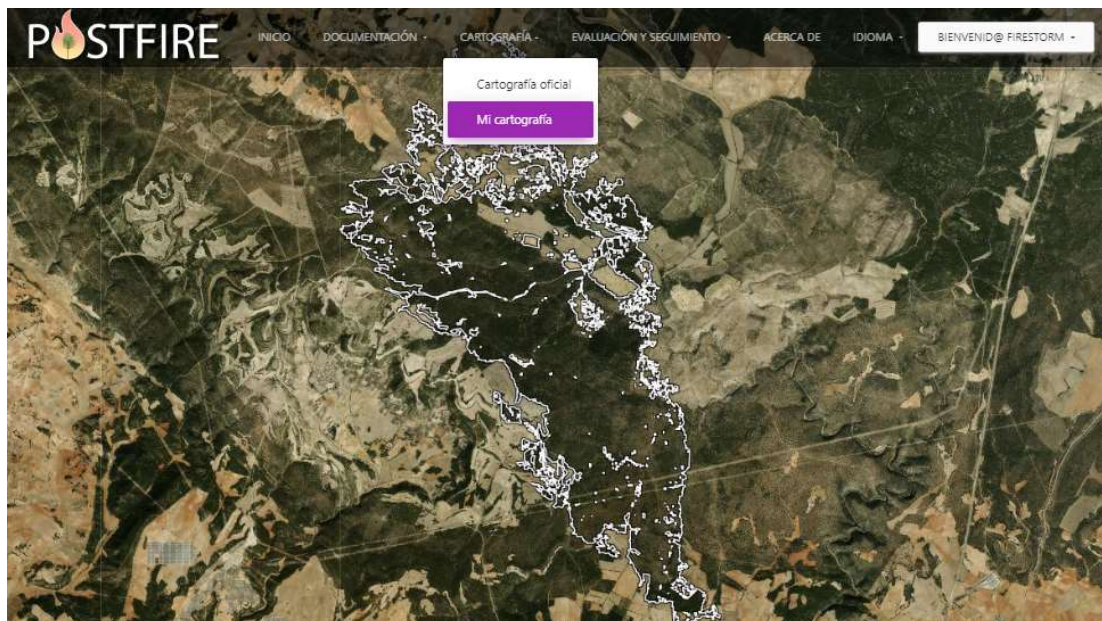 POSTFIRE
INICIO DOCUMENTACIÓN CARTOGRAFÍA EVALUACIÓN Y SEGUIMIENTO ACERCA DE IDIOMA BIENVENID@ FIRESTORM
Cartografía oficial
Mi cartografía